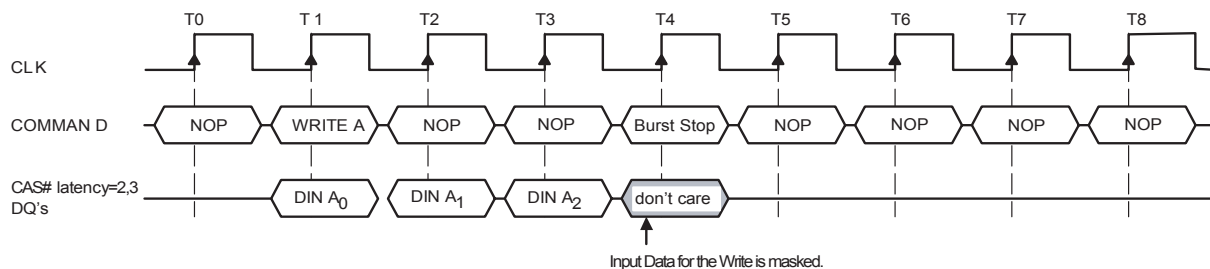 T0 T 1 T2 T3 T4 T5 T6 T7 T8
CLK
COMMAN D NOP WRITE A NOP NOP Burst Stop NOP NOP NOP NOP
CAS# latency=2,3
DQ's DIN A0 DIN A1 DIN A2 don't care
Input Data for the Write is masked.